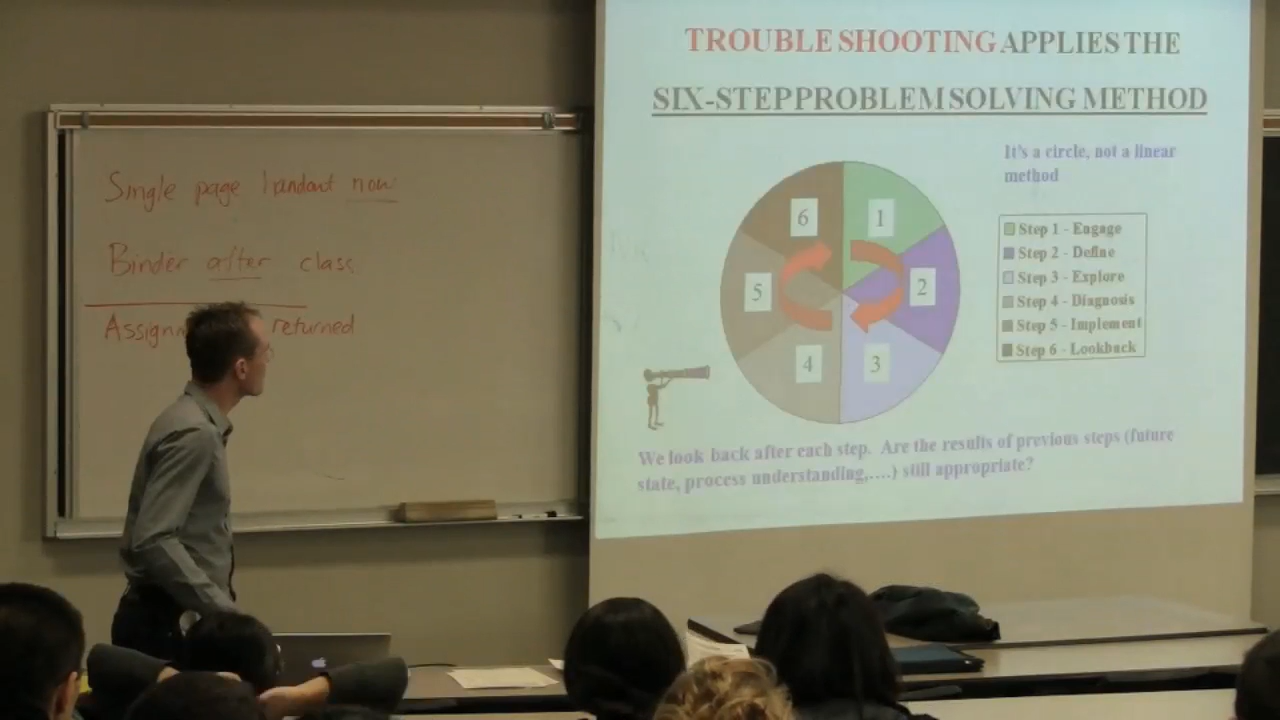 Single page handout now
Binder after class
returned
TROUBLE SHOOTING APPLIES THE
SIX-STEP PROBLEM SOLVING METHOD
It's a circle, not a linear
method
6
1
5
2
4
3
Step 1 - Engage
Step 2 - Define
Step 3 - Explore
Step 4 - Diagnosis
Step 5 - Implement
Step 6 - Lookback
We look back after each step. Are the results of previous steps (future
state, process understanding,....) still appropriate?